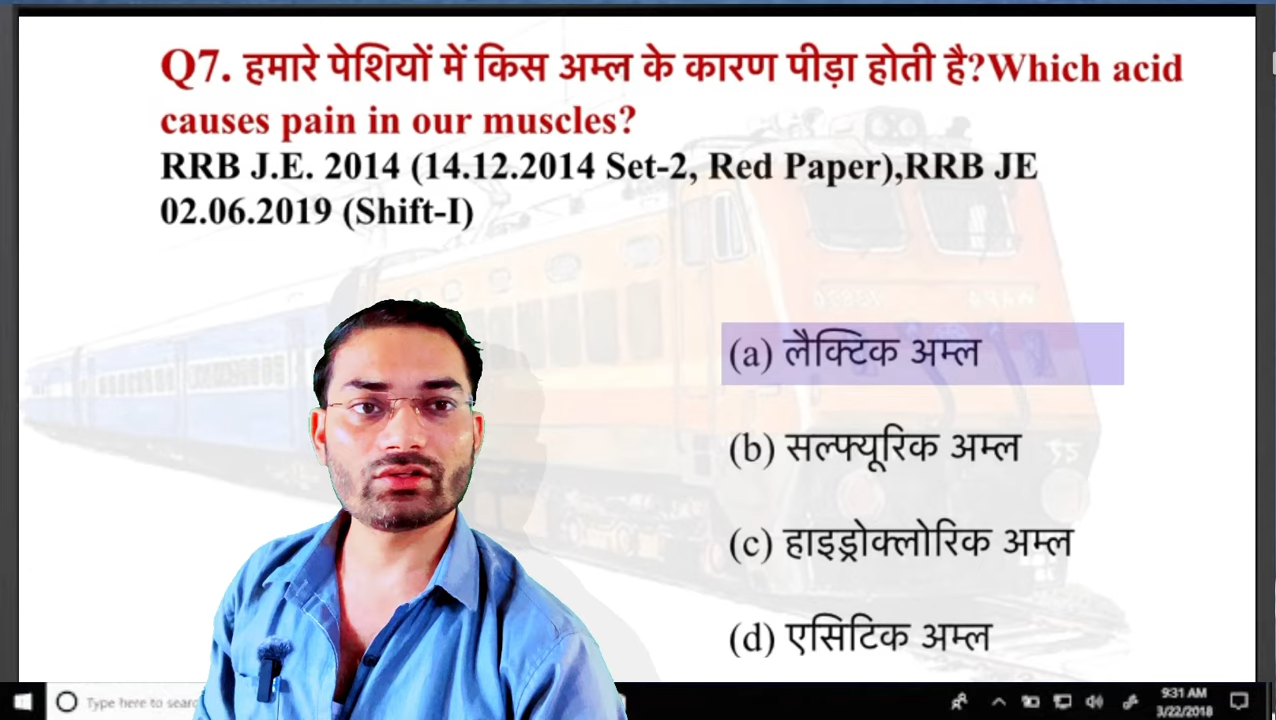 Q7. हमारे पेशियों में किस अम्ल के कारण पीड़ा होती है?Which acid
causes pain in our muscles?
RRB J.E. 2014 (14.12.2014 Set-2, Red Paper),RRB JE
02.06.2019 (Shift-I)
(a) लैक्टिक अम्ल
(b) सल्फ्यूरिक अम्ल
(c) हाइड्रोक्लोरिक अम्ल
(d) एसिटिक अम्ल
Type here to searc
9:31 AM
3/22/2018